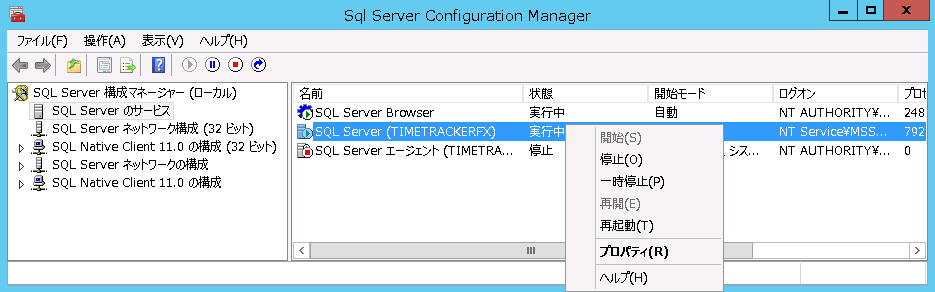 Sql Server Configuration Manager
ファイル(F) 操作(A) 表示(V) ヘルプ(H)
SQL Server 構成マネージャー (ローカル)
SQL Server のサービス
SQL Server ネットワーク構成 (32 ビット)
SQL Native Client 11.0 の構成 (32 ビット)
SQL Server ネットワークの構成
SQL Native Client 11.0 の構成
名前 状態 開始モード ログオン プロセ
SQL Server Browser 実行中 自動 NT AUTHORITY¥... 248
SQL Server (TIMETRACKERFX) 実行中 NT Service¥MSS... 792
SQL Server エージェント (TIMETRA... 停止 システ... NT AUTHORITY¥... 0
開始(S)
停止(O)
一時停止(P)
再開(E)
再起動(T)
プロパティ(R)
ヘルプ(H)